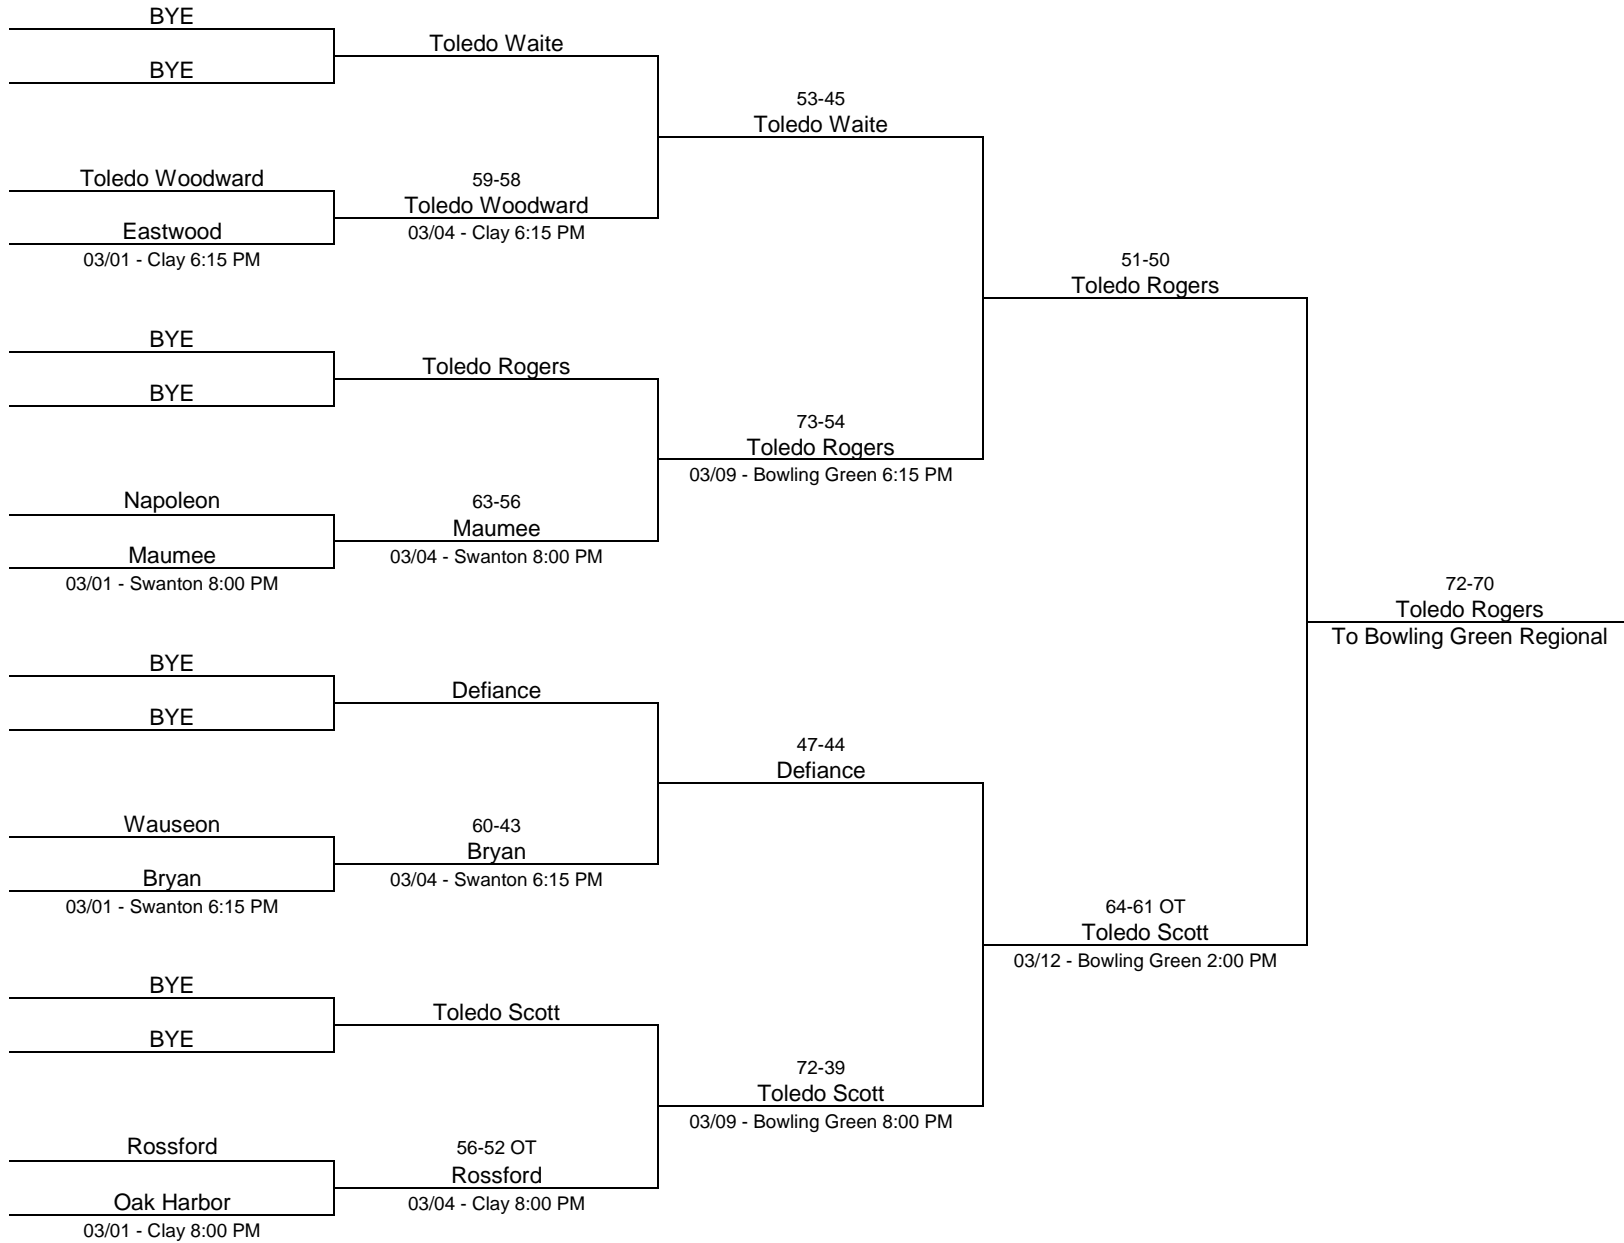 BYE
Toledo Waite
BYE
53-45
Toledo Waite
Toledo Woodward
59-58
Toledo Woodward
Eastwood
03/04 - Clay 6:15 PM
03/01 - Clay 6:15 PM
51-50
Toledo Rogers
BYE
Toledo Rogers
BYE
73-54
Toledo Rogers
03/09 - Bowling Green 6:15 PM
Napoleon
63-56
Maumee
Maumee
03/04 - Swanton 8:00 PM
03/01 - Swanton 8:00 PM
72-70
Toledo Rogers
To Bowling Green Regional
BYE
Defiance
BYE
47-44
Defiance
Wauseon
60-43
Bryan
Bryan
03/04 - Swanton 6:15 PM
03/01 - Swanton 6:15 PM
64-61 OT
Toledo Scott
03/12 - Bowling Green 2:00 PM
BYE
Toledo Scott
BYE
72-39
Toledo Scott
03/09 - Bowling Green 8:00 PM
Rossford
56-52 OT
Rossford
Oak Harbor
03/04 - Clay 8:00 PM
03/01 - Clay 8:00 PM